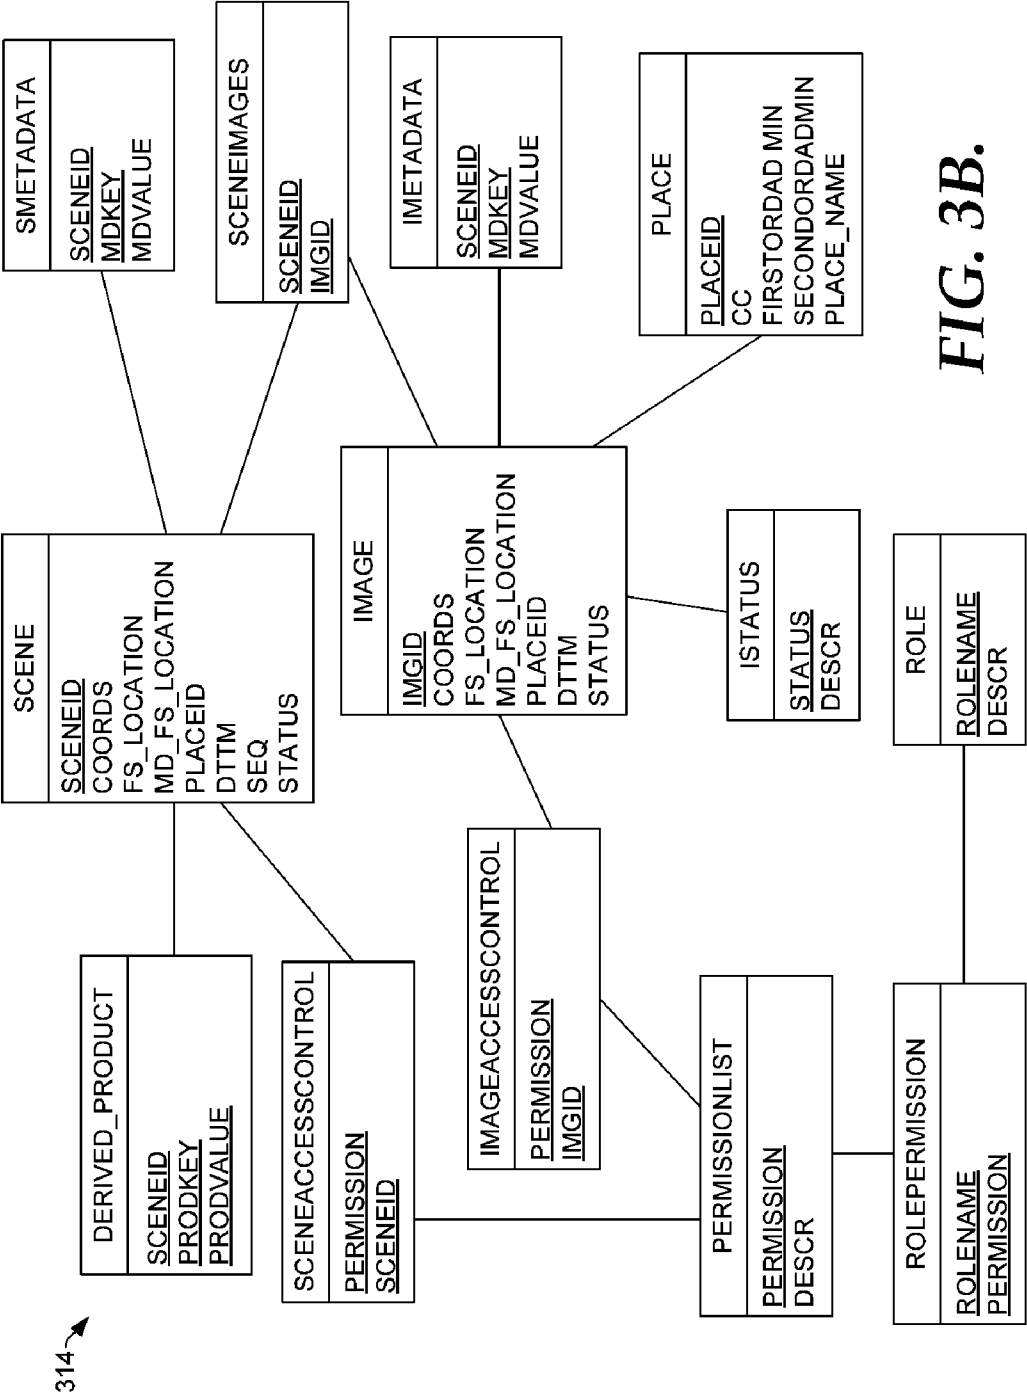 314
DERIVED_PRODUCT
SCENEID
PRODKEY
PRODVALUE
SCENE
SCENEID
COORDS
FS_LOCATION
MD_FS_LOCATION
PLACEID
DTTM
SEQ
STATUS
SMETADATA
SCENEID
MDKEY
MDVALUE
SCENEIMAGES
SCENEID
IMGID
SCENEACCESSCONTROL
PERMISSION
SCENEID
IMAGE
IMGID
COORDS
FS_LOCATION
MD_FS_LOCATION
PLACEID
DTTM
STATUS
IMETADATA
SCENEID
MDKEY
MDVALUE
IMAGEACCESSCONTROL
PERMISSION
IMGID
PLACE
PLACEID
CC
FIRSTORDAD MIN
SECONDORDADMIN
PLACE_NAME
PERMISSIONLIST
PERMISSION
DESCR
ISTATUS
STATUS
DESCR
ROLEPERMISSION
ROLENAME
PERMISSION
ROLE
ROLENAME
DESCR
FIG. 3B.